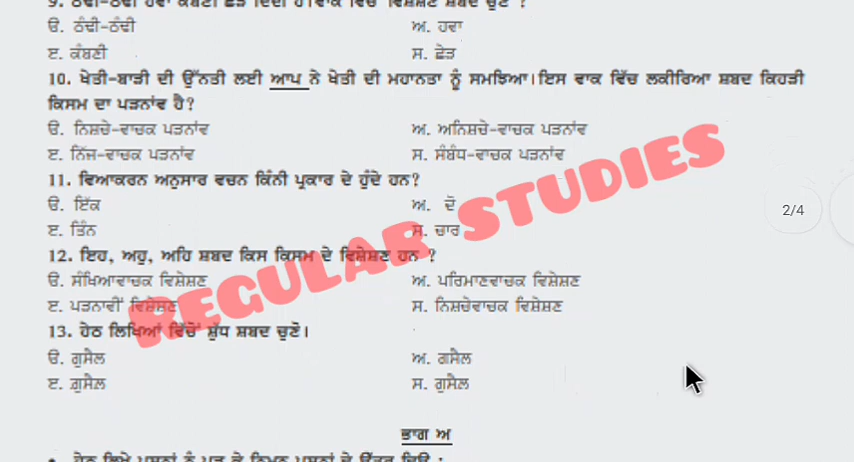 ੳ. ਠੰਢੀ-ਠੰਢੀ ਅ. ਹਵਾ
ੲ. ਕੰਬਣੀ ਸ. ਛੇੜ
10. ਖੇਤੀ-ਬਾੜੀ ਦੀ ਉੱਨਤੀ ਲਈ ਆਪ ਨੇ ਖੇਤੀ ਦੀ ਮਹਾਨਤਾ ਨੂੰ ਸਮਝਿਆ।ਇਸ ਵਾਕ ਵਿੱਚ ਲਕੀਰਿਆ ਸ਼ਬਦ ਕਿਹੜੀ
ਕਿਸਮ ਦਾ ਪੜਨਾਂਵ ਹੈ?
ੳ. ਨਿਸ਼ਚੇ-ਵਾਚਕ ਪੜਨਾਂਵ ਅ. ਅਨਿਸ਼ਚੇ-ਵਾਚਕ ਪੜਨਾਂਵ
ੲ. ਨਿੱਜ-ਵਾਚਕ ਪੜਨਾਂਵ ਸ. ਸੰਬੰਧ-ਵਾਚਕ ਪੜਨਾਂਵ
11. ਵਿਆਕਰਨ ਅਨੁਸਾਰ ਵਚਨ ਕਿੰਨੀ ਪ੍ਰਕਾਰ ਦੇ ਹੁੰਦੇ ਹਨ?
ੳ. ਇੱਕ ਅ. ਦੋ
ੲ. ਤਿੰਨ ਸ. ਚਾਰ
12. ਇਹ, ਅਹੁ, ਅਹਿ ਸ਼ਬਦ ਕਿਸ ਕਿਸਮ ਦੇ ਵਿਸ਼ੇਸ਼ਣ ਹਨ ?
ੳ. ਸੰਖਿਆਵਾਚਕ ਵਿਸ਼ੇਸ਼ਣ ਅ. ਪਰਿਮਾਣਵਾਚਕ ਵਿਸ਼ੇਸ਼ਣ
ੲ. ਪੜਨਾਵੀਂ ਵਿਸ਼ੇਸ਼ਣ ਸ. ਨਿਸ਼ਚੇਵਾਚਕ ਵਿਸ਼ੇਸ਼ਣ
13. ਹੇਠ ਲਿਖਿਆਂ ਵਿੱਚੋਂ ਸ਼ੁੱਧ ਸ਼ਬਦ ਚੁਣੋ।
ੳ. ਗੁਸੈਲ ਅ. ਗਸੈਲ
ੲ. ਗ਼ੁਸੈਲ਼ ਸ. ਗੁਸੈਲ਼
ਭਾਗ ਅ
REGULAR STUDIES
2/4